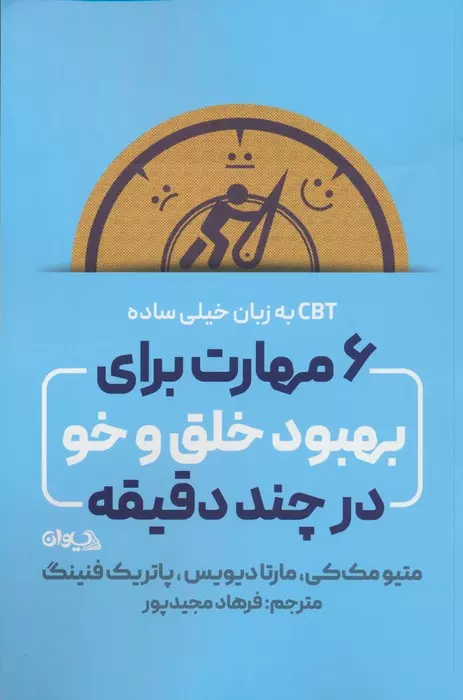 CBT به زبان خیلی ساده
۶ مهارت برای
بهبود خلق و خو
در چند دقیقه
دیوان
متیو مک‌کی، مارتا دیویس، پاتریک فنینگ
مترجم: فرهاد مجیدپور